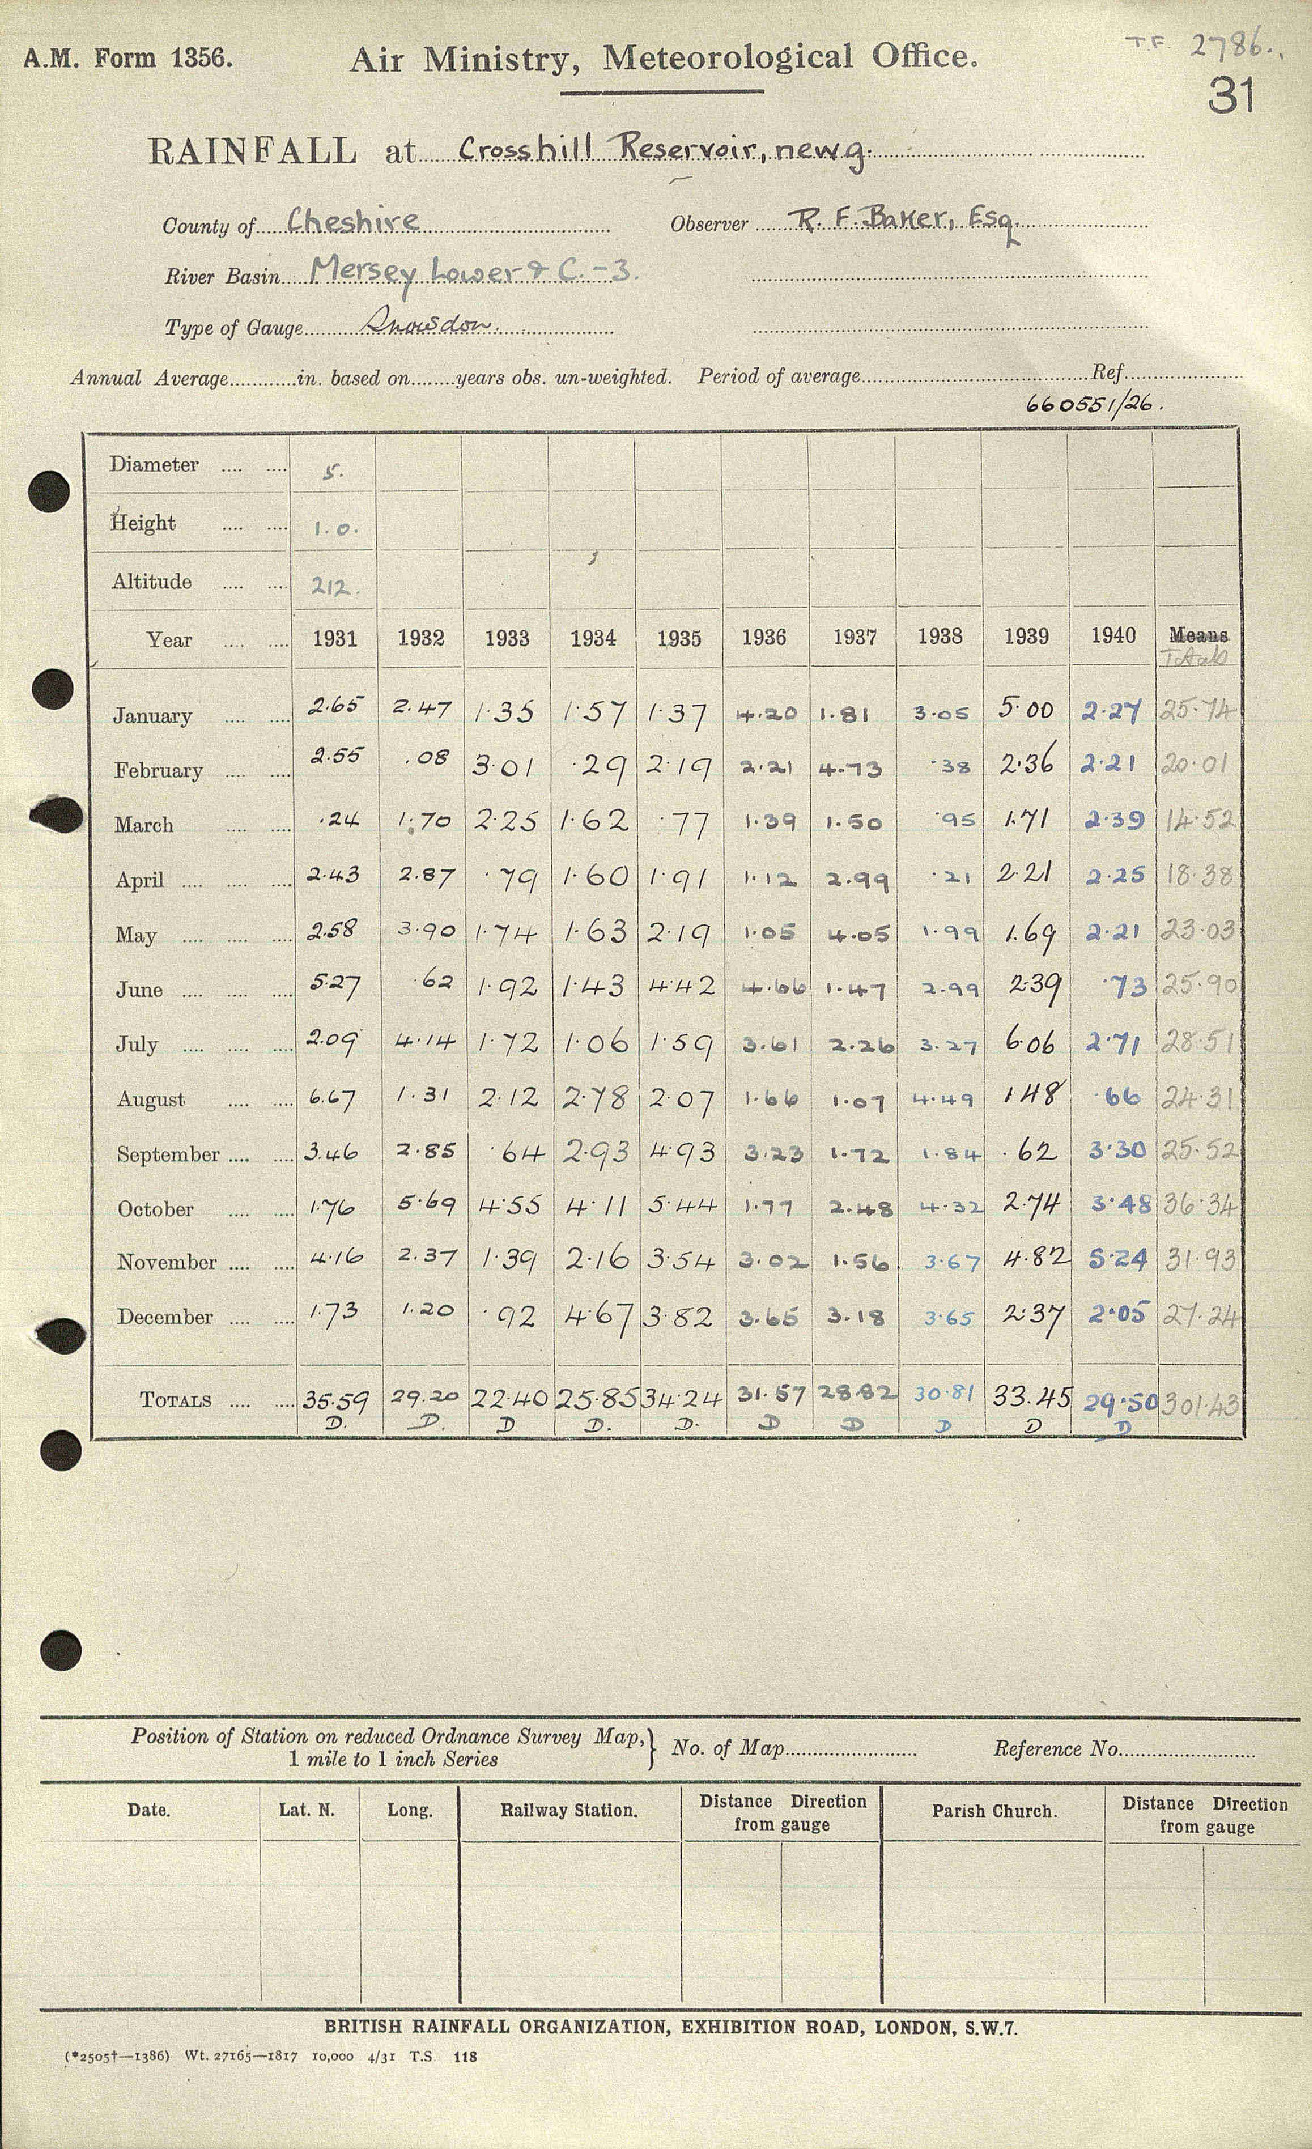 A.M. Form 1356. Air Ministry, Meteorological Office. T.F. 2786.
31
RAINFALL at Crosshill Reservoir, new g.
County of Cheshire Observer R. F. Baker, Esq.
River Basin Mersey Lower & C.-3.
Type of Gauge Snowdon.
Annual Average in. based on years obs. un-weighted. Period of average Ref.
660551/26.
Diameter 5.
Height 1.0.
Altitude 212.
Year 1931 1932 1933 1934 1935 1936 1937 1938 1939 1940 Means
Totals
January 2.65 2.47 1.35 1.57 1.37 4.20 1.81 3.05 5.00 2.27 25.74
February 2.55 .08 3.01 .29 2.19 2.21 4.73 .38 2.36 2.21 20.01
March .24 1.70 2.25 1.62 .77 1.39 1.50 .95 1.71 2.39 14.52
April 2.43 2.87 .79 1.60 1.91 1.12 2.99 .21 2.21 2.25 18.38
May 2.58 3.90 1.74 1.63 2.19 1.05 4.05 1.99 1.69 2.21 23.03
June 5.27 .62 1.92 1.43 4.42 4.66 1.47 2.99 2.39 .73 25.90
July 2.09 4.14 1.72 1.06 1.59 3.61 2.26 3.27 6.06 2.71 28.51
August 6.67 1.31 2.12 2.78 2.07 1.66 1.07 4.49 1.48 .66 24.31
September 3.46 2.85 .64 2.93 4.93 3.23 1.72 1.84 .62 3.30 25.52
October 1.76 5.69 4.55 4.11 5.44 1.77 2.48 4.32 2.74 3.48 36.34
November 4.16 2.37 1.39 2.16 3.54 3.02 1.56 3.67 4.82 5.24 31.93
December 1.73 1.20 .92 4.67 3.82 3.65 3.18 3.65 2.37 2.05 27.24
TOTALS 35.59 29.20 22.40 25.85 34.24 31.57 28.82 30.81 33.45 29.50 301.43
D. D. D D. D. D D D D D
Position of Station on reduced Ordnance Survey Map, } No. of Map Reference No.
1 mile to 1 inch Series
Date. Lat. N. Long. Railway Station. Distance Direction Parish Church. Distance Direction
from gauge from gauge
BRITISH RAINFALL ORGANIZATION, EXHIBITION ROAD, LONDON, S.W.7.
(*2505†—1386) Wt. 27165—1817 10,000 4/31 T.S. 118